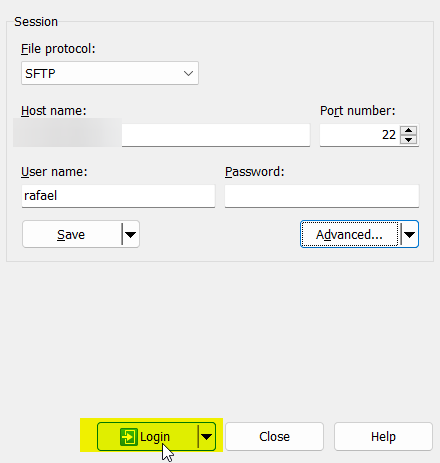 Session
File protocol:
SFTP
Host name: Port number:
22
User name: Password:
rafael
Save Advanced...
Login Close Help